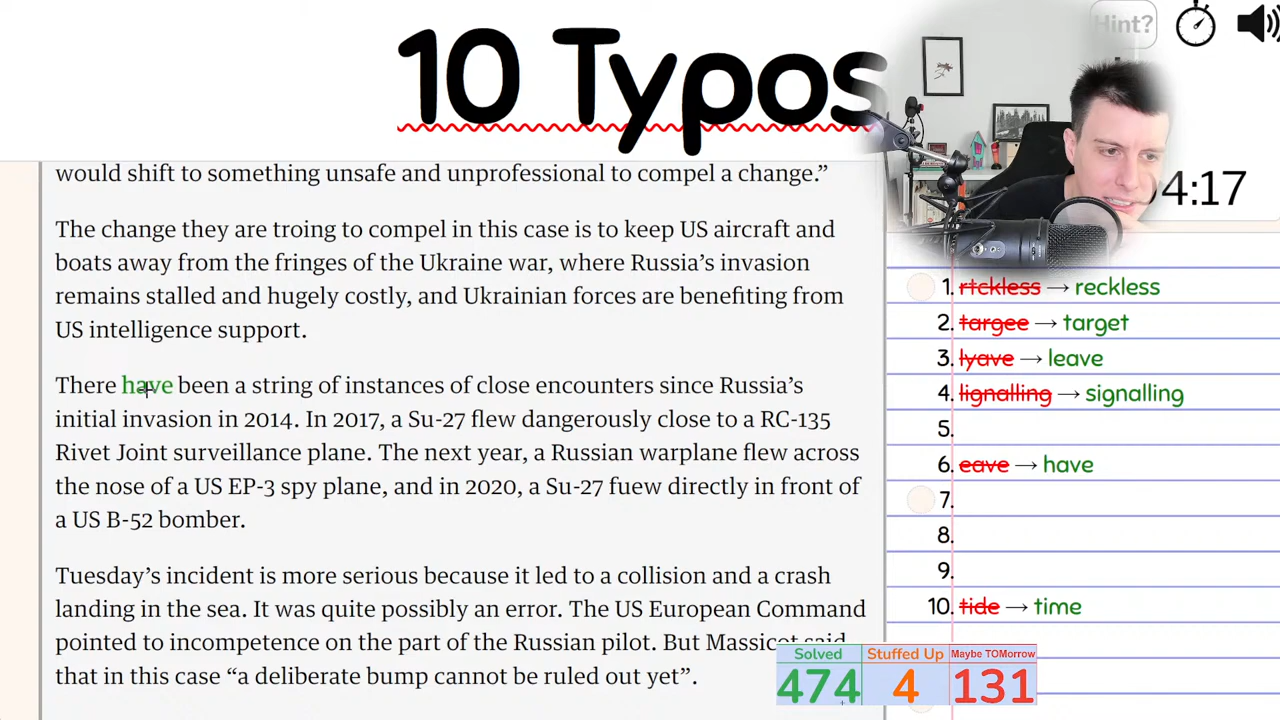 10 Typos
Hint?
4:17
would shift to something unsafe and unprofessional to compel a change.”
The change they are troing to compel in this case is to keep US aircraft and
boats away from the fringes of the Ukraine war, where Russia’s invasion
remains stalled and hugely costly, and Ukrainian forces are benefiting from
US intelligence support.
There have been a string of instances of close encounters since Russia’s
initial invasion in 2014. In 2017, a Su-27 flew dangerously close to a RC-135
Rivet Joint surveillance plane. The next year, a Russian warplane flew across
the nose of a US EP-3 spy plane, and in 2020, a Su-27 fuew directly in front of
a US B-52 bomber.
Tuesday’s incident is more serious because it led to a collision and a crash
landing in the sea. It was quite possibly an error. The US European Command
pointed to incompetence on the part of the Russian pilot. But Massicot said
that in this case “a deliberate bump cannot be ruled out yet”.
1. rickless → reckless
2. targee → target
3. lyave → leave
4. lignalling → signalling
5.
6. eave → have
7.
8.
9.
10. tide → time
Solved Stuffed Up Maybe TOMorrow
474 4 131